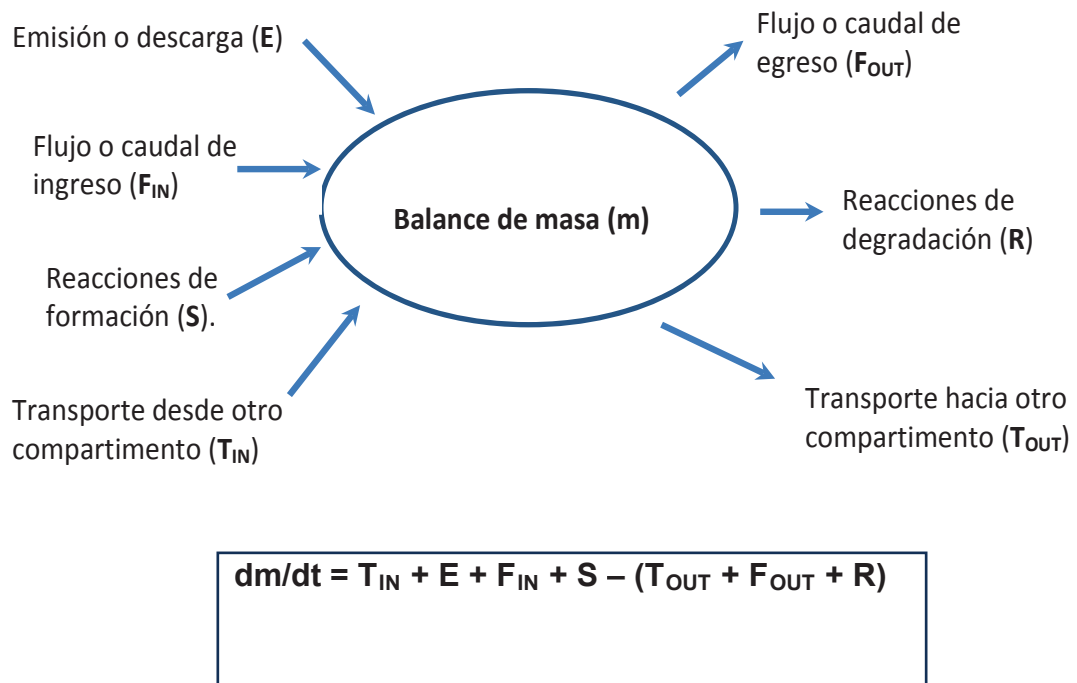 Emisión o descarga (E)
Flujo o caudal de
ingreso (FIN)
Reacciones de
formación (S).
Transporte desde otro
compartimento (TIN)
Balance de masa (m)
Flujo o caudal de
egreso (FOUT)
Reacciones de
degradación (R)
Transporte hacia otro
compartimento (TOUT)
dm/dt = TIN + E + FIN + S – (TOUT + FOUT + R)